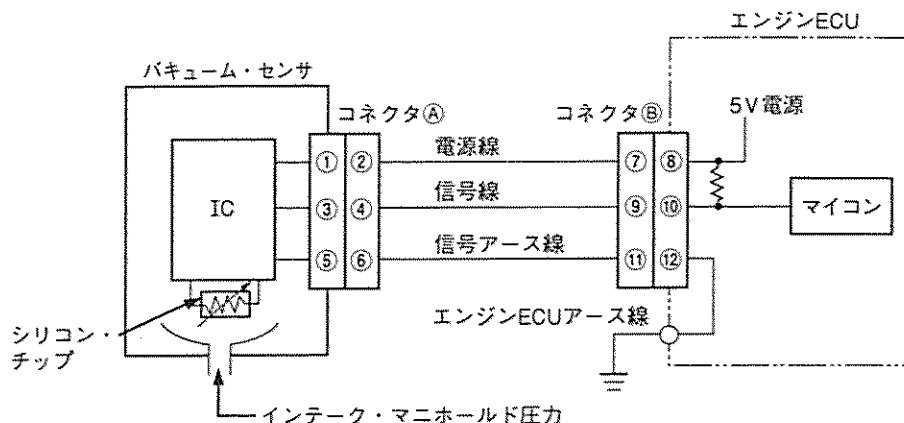 エンジンECU
バキューム・センサ
コネクタⒶ
コネクタⒷ
5V電源
電源線
① ② ⑦ ⑧
信号線
IC
③ ④ ⑨ ⑩
マイコン
信号アース線
⑤ ⑥ ⑪ ⑫
シリコン・
チップ
エンジンECUアース線
インテーク・マニホールド圧力